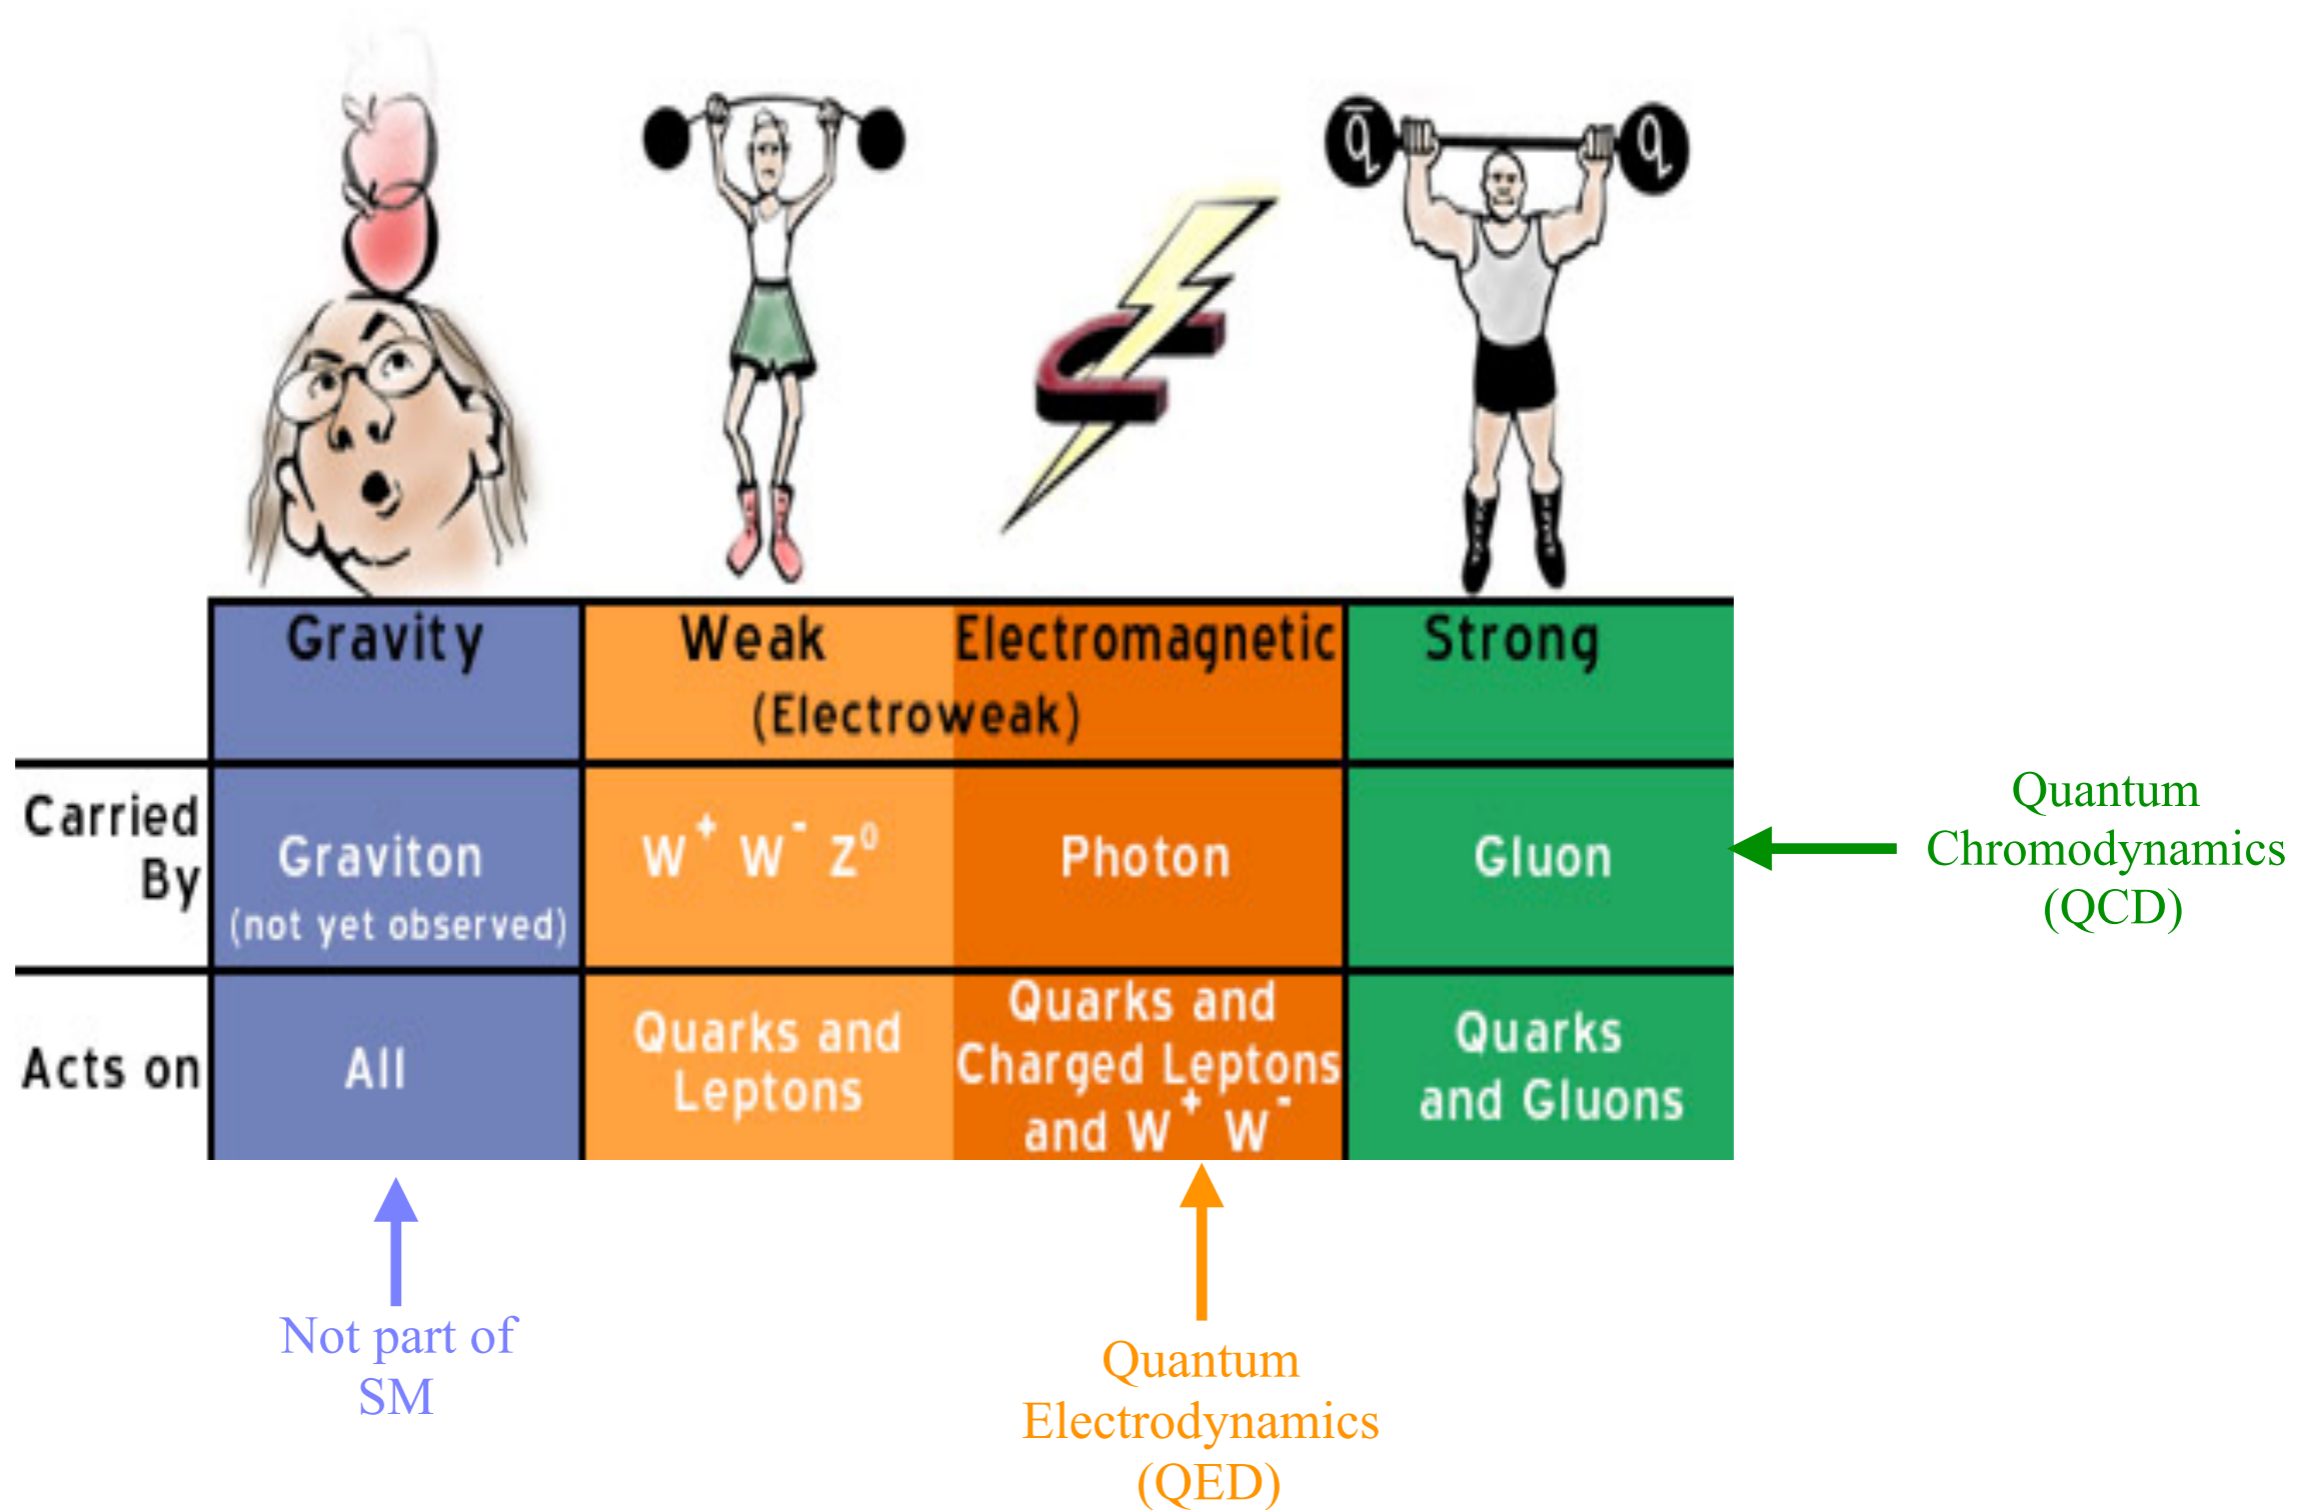 q̄ q
Gravity Weak Electromagnetic Strong
(Electroweak)
Carried
By
Graviton
(not yet observed)
W⁺ W⁻ Z⁰
Photon
Gluon
Quantum
Chromodynamics
(QCD)
Acts on
All
Quarks and
Leptons
Quarks and
Charged Leptons
and W⁺ W⁻
Quarks
and Gluons
Not part of
SM
Quantum
Electrodynamics
(QED)